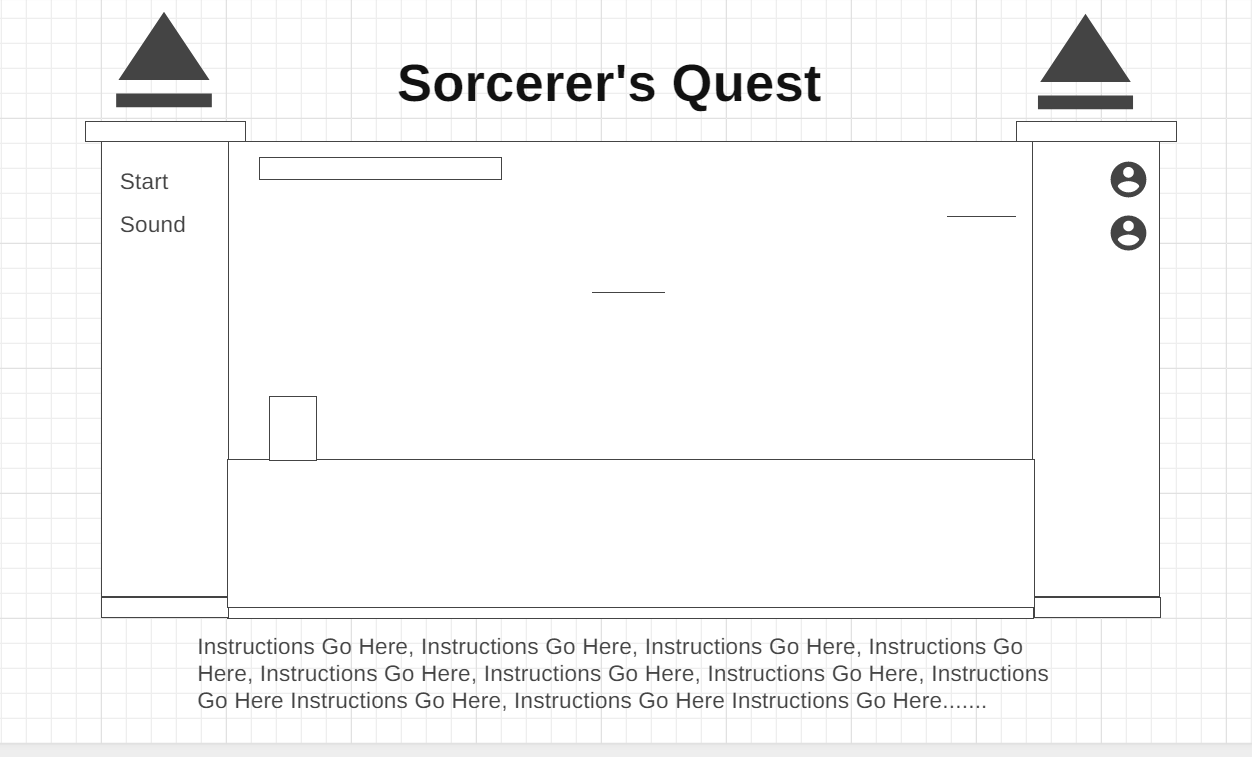 Sorcerer's Quest
Start
Sound
Instructions Go Here, Instructions Go Here, Instructions Go Here, Instructions Go
Here, Instructions Go Here, Instructions Go Here, Instructions Go Here, Instructions
Go Here Instructions Go Here, Instructions Go Here Instructions Go Here.......